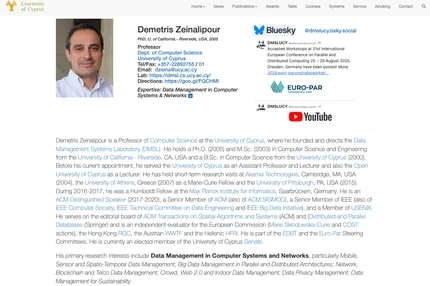 University
of Cyprus
Home News Publications Awards Talks Courses Systems Service About Contact
Demetris Zeinalipour
PhD, U. of California - Riverside, USA, 2005
Professor
Dept. of Computer Science
University of Cyprus
Tel/Fax: +357-22892755 / 01
Email: dzeina@ucy.ac.cy
Lab: https://dmsl.cs.ucy.ac.cy/
Directions: https://goo.gl/FQCHMi
Expertise: Data Management in Computer
Systems & Networks
Bluesky @dmslucy.bsky.social
DMSLUCY
Accepted Workshops at 31st International
European Conference on Parallel and
Distributed Computing 25 – 29 August 2025,
Dresden, Germany have been posted! More:
EURO-PAR
DMSLUCY
YouTube
Demetris Zeinalipour is a Professor of Computer Science at the University of Cyprus, where he founded and directs the Data
Management Systems Laboratory (DMSL). He holds a Ph.D. (2005) and M.Sc. (2003) in Computer Science and Engineering
from the University of California - Riverside, CA, USA and a B.Sc. in Computer Science from the University of Cyprus (2000).
Before his current appointment, he served the University of Cyprus as an Assistant Professor and Lecturer and also the Open
University of Cyprus as a Lecturer. He has held short-term research visits at Akamai Technologies, Cambridge, MA, USA
(2004), the University of Athens, Greece (2007) as a Marie-Curie Fellow and the University of Pittsburgh, PA, USA (2015).
During 2016-2017, he was a Humboldt Fellow at the Max Planck Institute for Informatics, Saarbrücken, Germany. He is an
ACM Distinguished Speaker (2017-2023), a Senior Member of ACM (also of ACM SIGMOD), a Senior Member of IEEE (also of
IEEE Computer Society, IEEE Technical Committee on Data Engineering and IEEE Big Data Initiative), and a Member of USENIX.
He serves on the editorial board of ACM Transactions on Spatial Algorithms and Systems (ACM) and Distributed and Parallel
Databases (Springer) and is an independent evaluator for the European Commission (Marie Skłodowska-Curie and COST
actions), the Hong Kong RGC, the Austrian WWTF and the Hellenic HFRI. He is part of the EDBT and the Euro-Par Steering
Committees. He is currently an elected member of the University of Cyprus Senate.
His primary research interests include Data Management in Computer Systems and Networks, particularly Mobile,
Sensor and Spatio-Temporal Data Management; Big Data Management in Parallel and Distributed Architectures; Network,
Blockchain and Telco Data Management; Crowd, Web 2.0 and Indoor Data Management; Data Privacy Management; Data
Management for Sustainability.